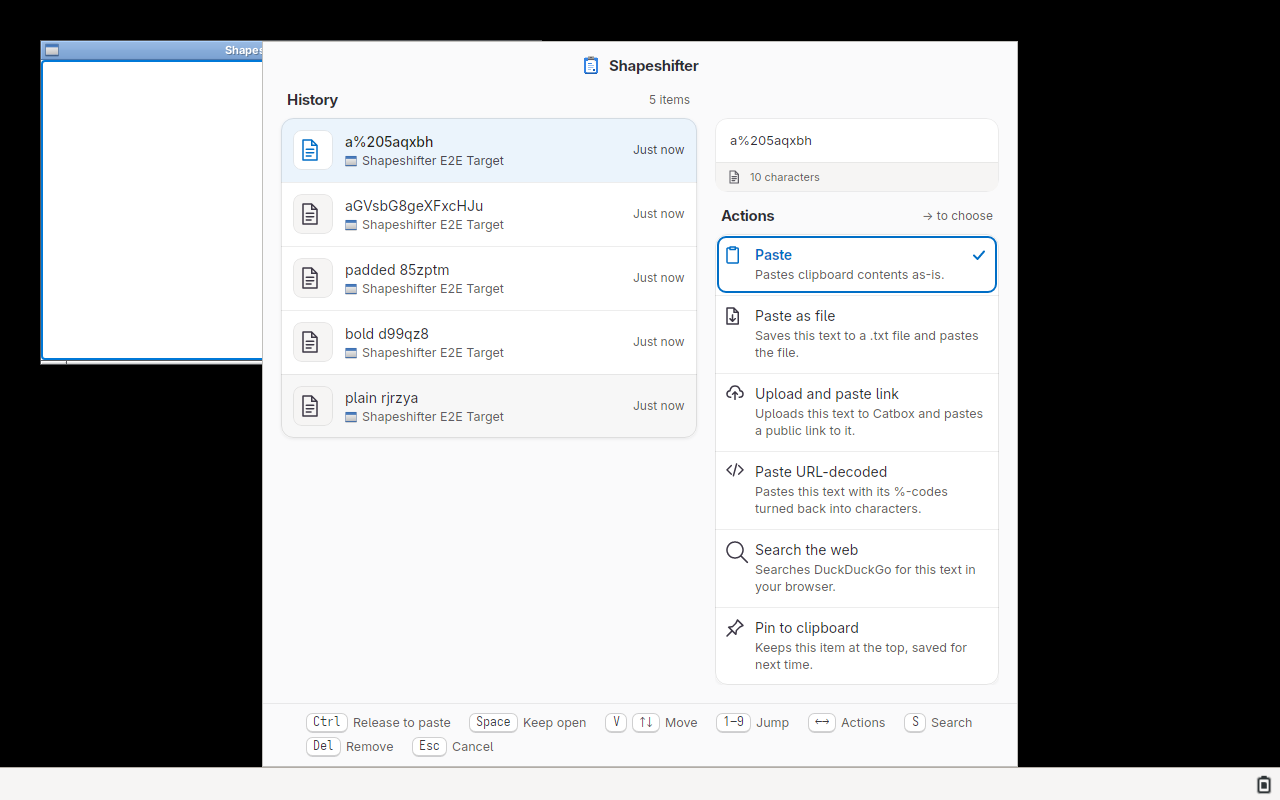 Shapes
Shapeshifter
History
5 items
a%205aqxbh
Shapeshifter E2E Target
Just now
aGVsbG8geXFxcHJu
Shapeshifter E2E Target
Just now
padded 85zptm
Shapeshifter E2E Target
Just now
bold d99qz8
Shapeshifter E2E Target
Just now
plain rjrzya
Shapeshifter E2E Target
Just now
a%205aqxbh
10 characters
Actions
→ to choose
Paste
Pastes clipboard contents as-is.
Paste as file
Saves this text to a .txt file and pastes
the file.
Upload and paste link
Uploads this text to Catbox and pastes
a public link to it.
Paste URL-decoded
Pastes this text with its %-codes
turned back into characters.
Search the web
Searches DuckDuckGo for this text in
your browser.
Pin to clipboard
Keeps this item at the top, saved for
next time.
Ctrl Release to paste Space Keep open V ↑↓ Move 1–9 Jump ↔ Actions S Search
Del Remove Esc Cancel